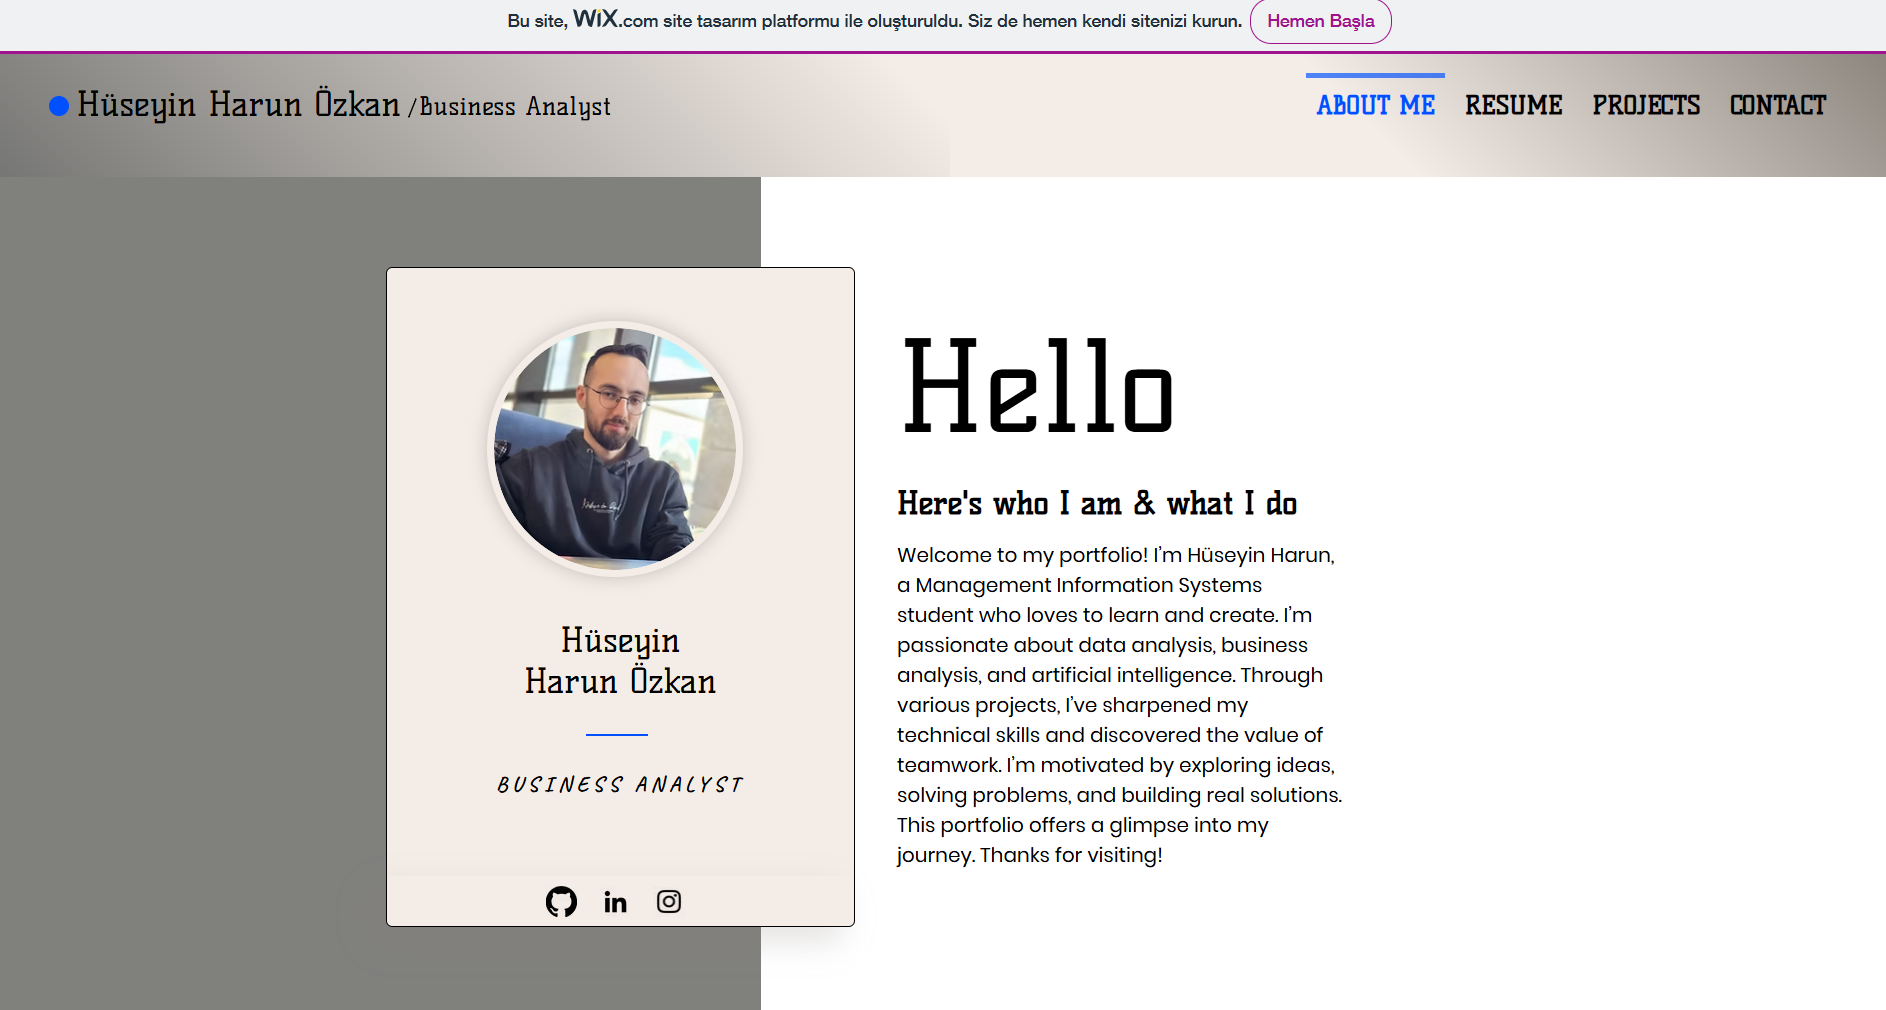 Bu site, WiX.com site tasarım platformu ile oluşturuldu. Siz de hemen kendi sitenizi kurun. Hemen Başla
Hüseyin Harun Özkan /Business Analyst
ABOUT ME RESUME PROJECTS CONTACT
Hüseyin
Harun Özkan
BUSINESS ANALYST
in
Hello
Here's who I am & what I do
Welcome to my portfolio! I’m Hüseyin Harun,
a Management Information Systems
student who loves to learn and create. I’m
passionate about data analysis, business
analysis, and artificial intelligence. Through
various projects, I’ve sharpened my
technical skills and discovered the value of
teamwork. I’m motivated by exploring ideas,
solving problems, and building real solutions.
This portfolio offers a glimpse into my
journey. Thanks for visiting!